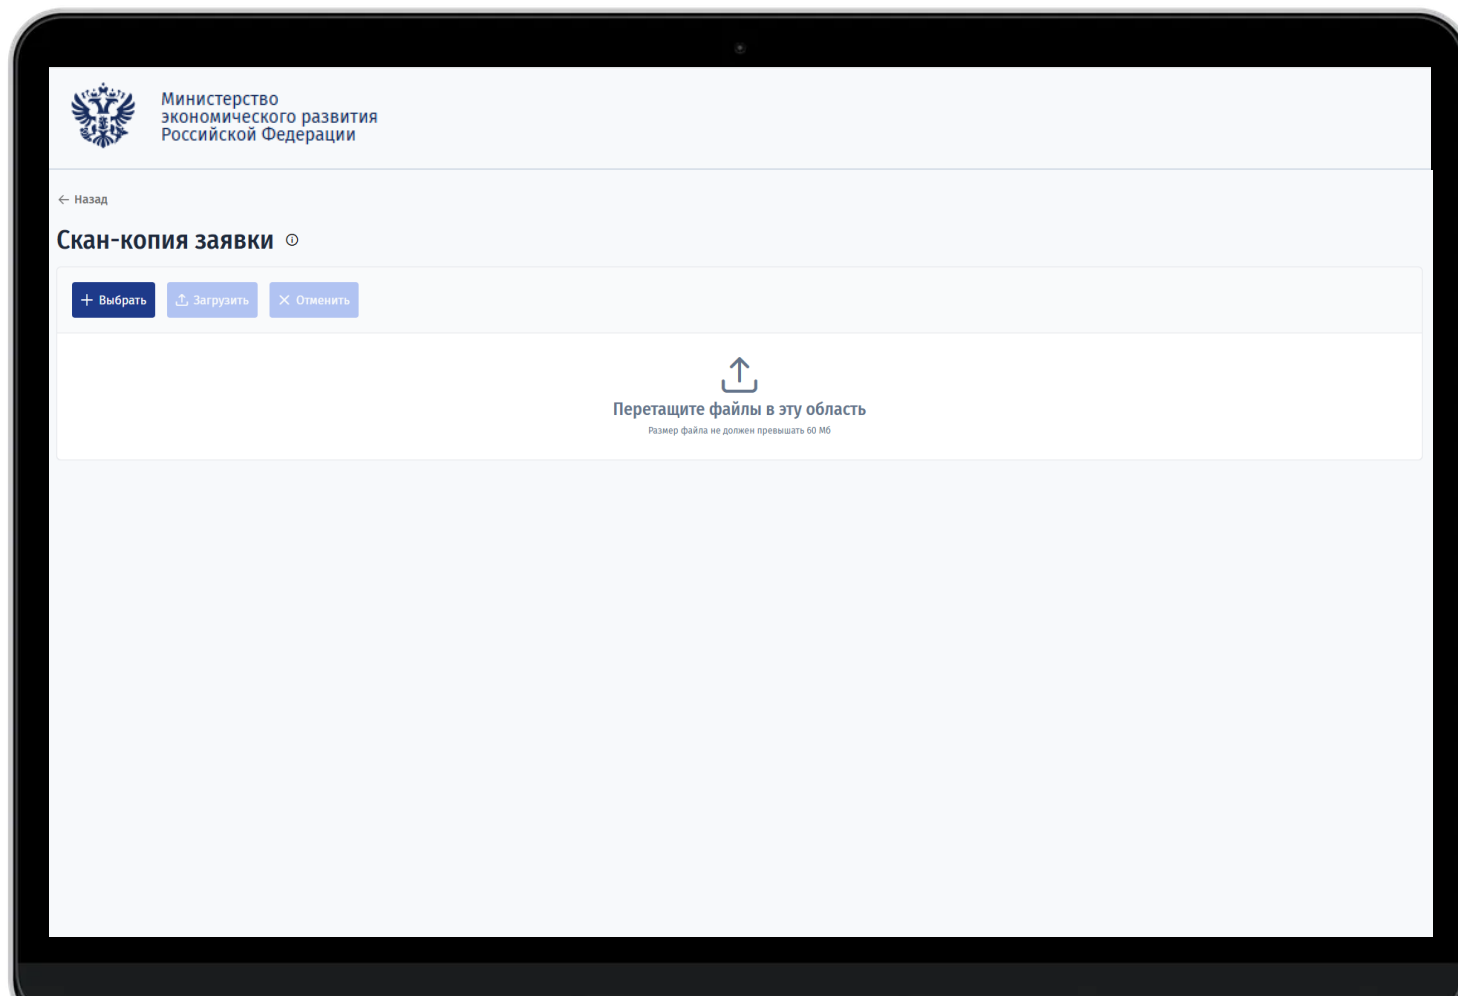 Министерство
экономического развития
Российской Федерации
← Назад
Скан-копия заявки
Выбрать
Загрузить
Отменить
Перетащите файлы в эту область
Размер файла не должен превышать 60 Мб